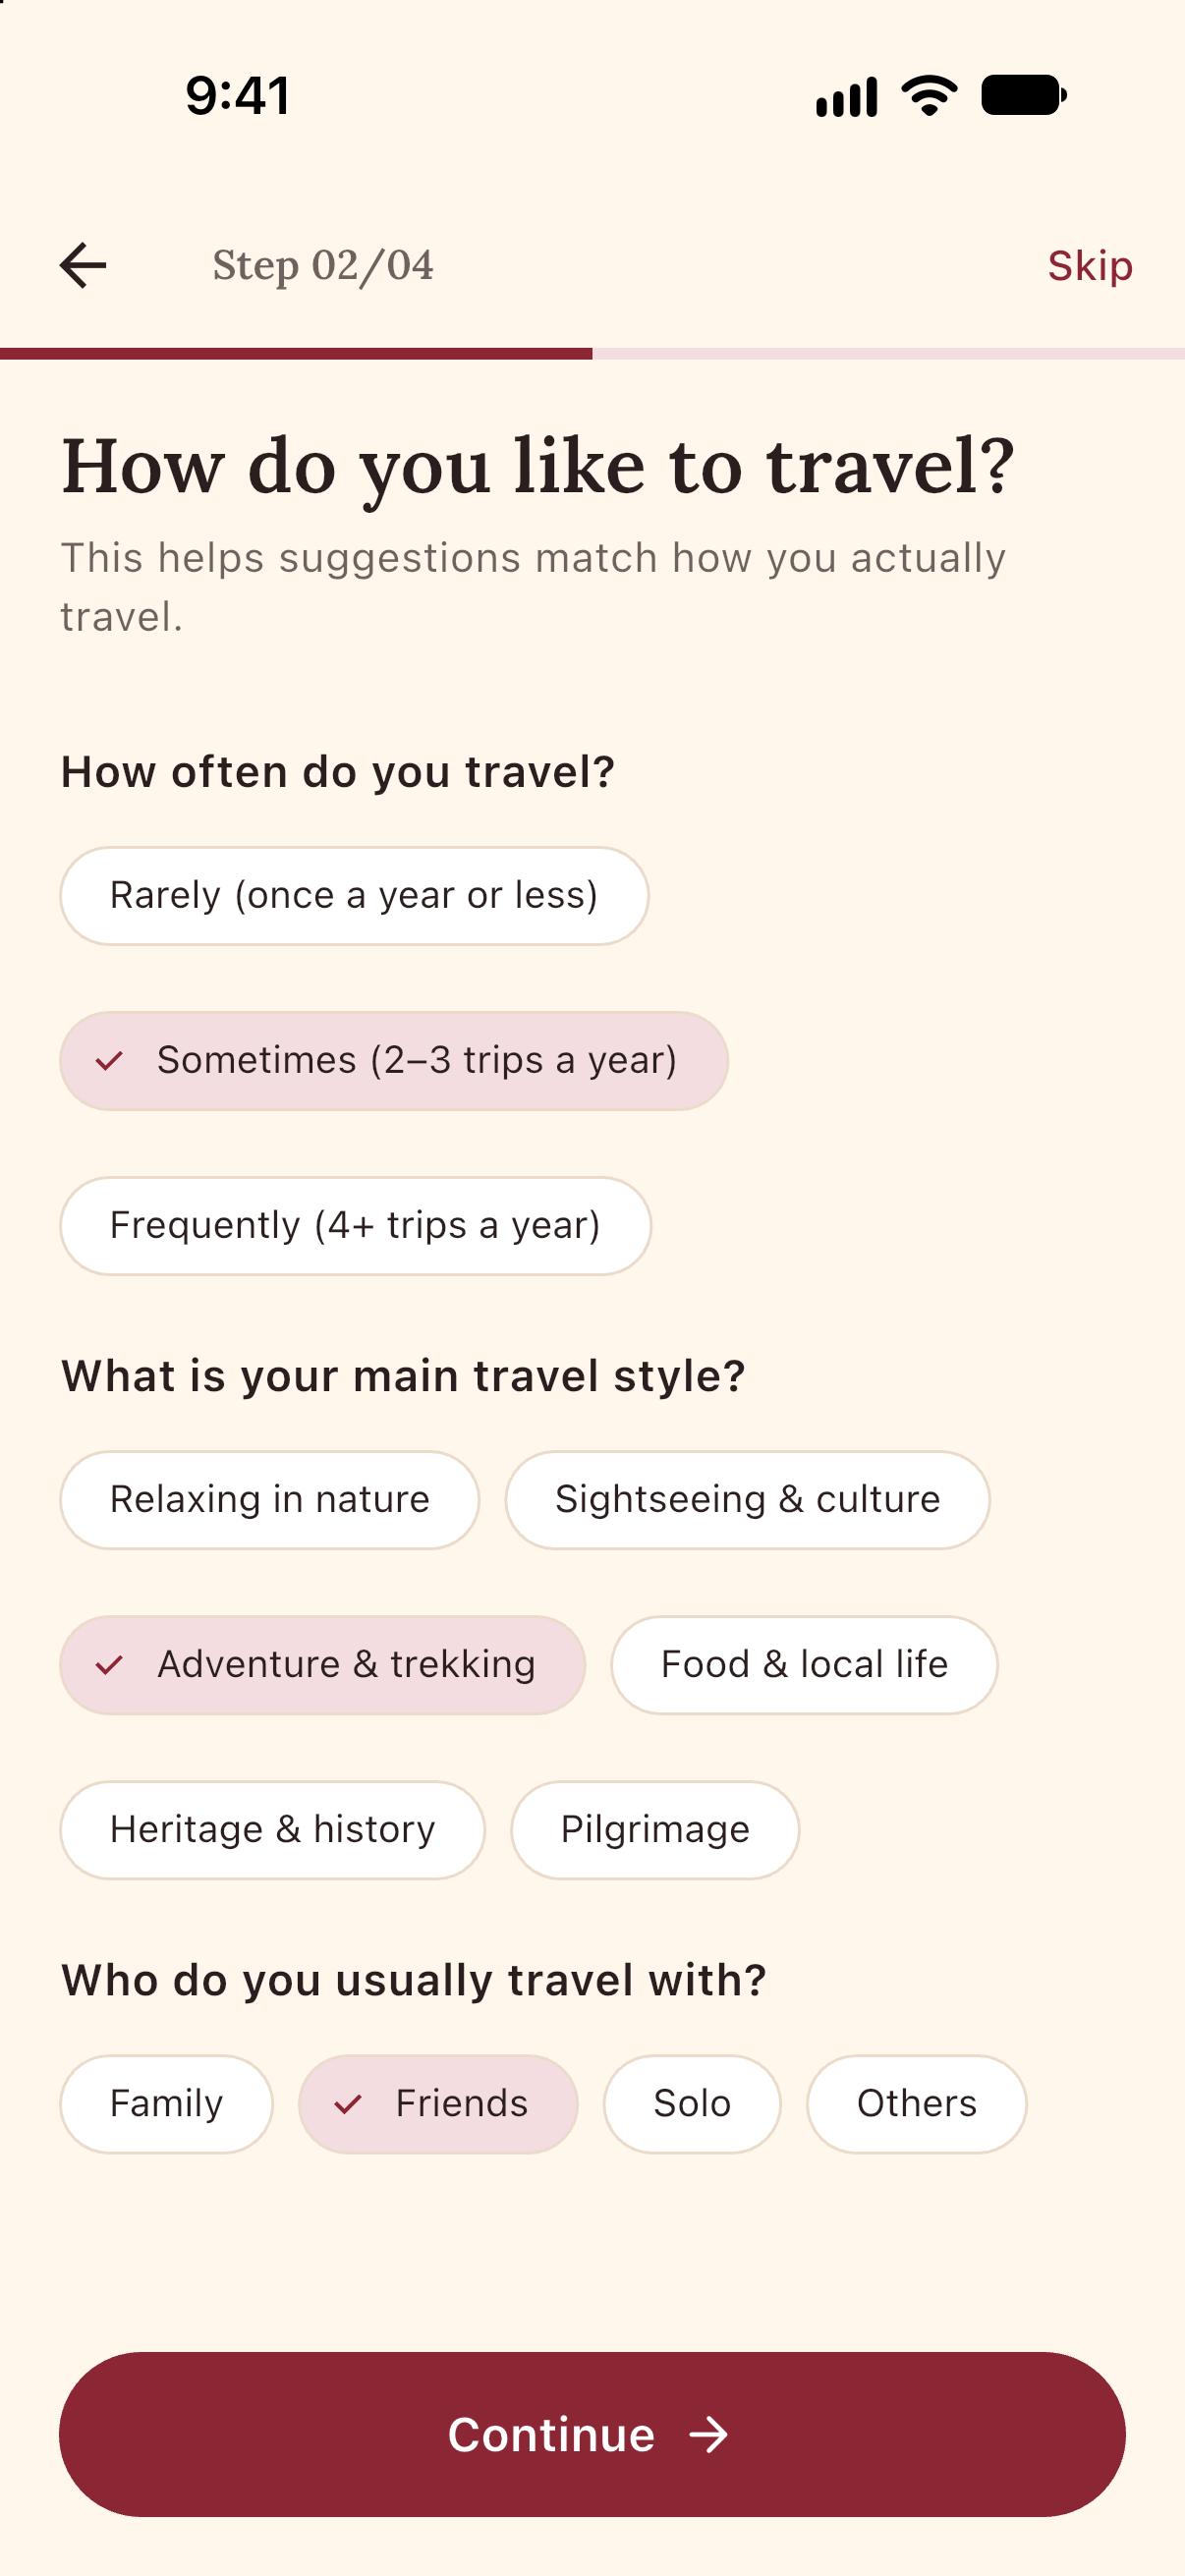 9:41
Step 02/04
Skip
How do you like to travel?
This helps suggestions match how you actually
travel.
How often do you travel?
Rarely (once a year or less)
Sometimes (2–3 trips a year)
Frequently (4+ trips a year)
What is your main travel style?
Relaxing in nature
Sightseeing & culture
Adventure & trekking
Food & local life
Heritage & history
Pilgrimage
Who do you usually travel with?
Family
Friends
Solo
Others
Continue